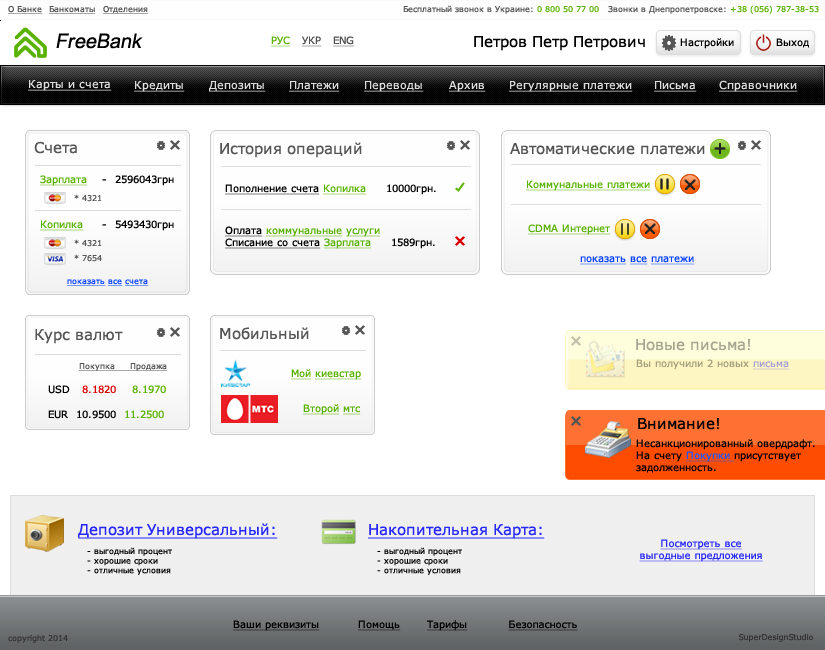 О Банке Банкоматы Отделения
Бесплатный звонок в Украине: 0 800 50 77 00 Звонки в Днепропетровске: +38 (056) 787-38-53
FreeBank
РУС УКР ENG
Петров Петр Петрович
Настройки
Выход
Карты и счета Кредиты Депозиты Платежи Переводы Архив Регулярные платежи Письма Справочники
Счета
Зарплата - 2596043грн
* 4321
Копилка - 5493430грн
* 4321
VISA * 7654
показать все счета
История операций
Пополнение счета Копилка 10000грн.
Оплата коммунальные услуги
Списание со счета Зарплата 1589грн.
Автоматические платежи
Коммунальные платежи
CDMA Интернет
показать все платежи
Курс валют
Покупка Продажа
USD 8.1820 8.1970
EUR 10.9500 11.2500
Мобильный
КИЇВСТАР
Мой киевстар
МТС
Второй мтс
Новые письма!
Вы получили 2 новых письма
Внимание!
Несанкционированный овердрафт.
На счету Покупки присутствует
задолженность.
Депозит Универсальный:
- выгодный процент
- хорошие сроки
- отличные условия
Накопительная Карта:
- выгодный процент
- хорошие сроки
- отличные условия
Посмотреть все
выгодные предложения
Ваши реквизиты Помощь Тарифы Безопасность
copyright 2014
SuperDesignStudio